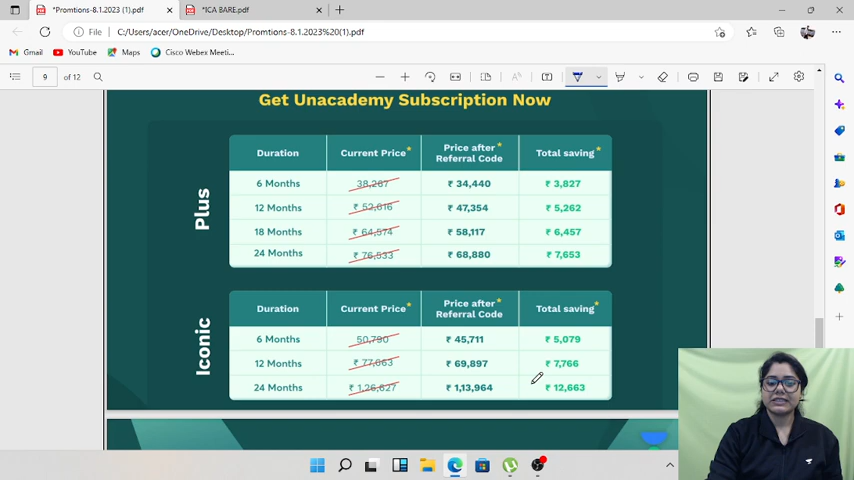 *Promtions-8.1.2023 (1).pdf
*ICA BARE.pdf
File
C:/Users/acer/OneDrive/Desktop/Promtions-8.1.2023%20(1).pdf
Gmail
YouTube
Maps
Cisco Webex Meeti...
9 of 12
Get Unacademy Subscription Now
Plus
Duration Current Price* Price after Referral Code* Total saving*
6 Months 38,267 ₹ 34,440 ₹ 3,827
12 Months ₹ 52,616 ₹ 47,354 ₹ 5,262
18 Months ₹ 64,574 ₹ 58,117 ₹ 6,457
24 Months ₹ 76,533 ₹ 68,880 ₹ 7,653
Iconic
Duration Current Price* Price after Referral Code* Total saving*
6 Months 50,790 ₹ 45,711 ₹ 5,079
12 Months ₹ 77,663 ₹ 69,897 ₹ 7,766
24 Months ₹ 1,26,627 ₹ 1,13,964 ₹ 12,663